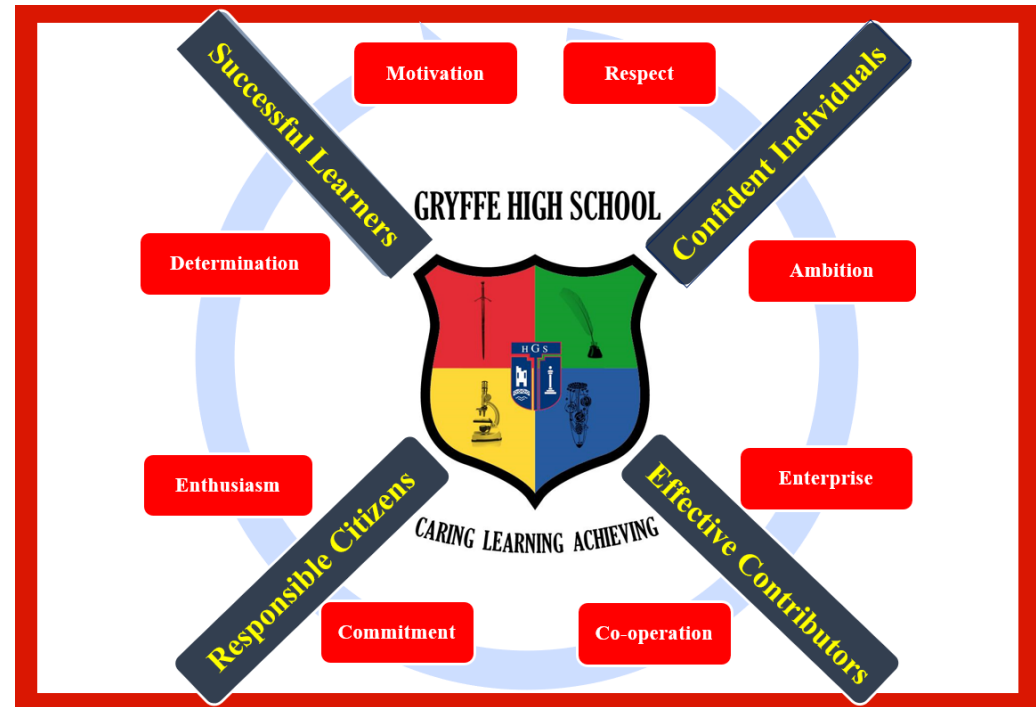 Successful Learners
Motivation
Respect
Confident Individuals
GRYFFE HIGH SCHOOL
Determination
Ambition
HGS
Enthusiasm
Enterprise
Responsible Citizens
CARING LEARNING ACHIEVING
Effective Contributors
Commitment
Co-operation